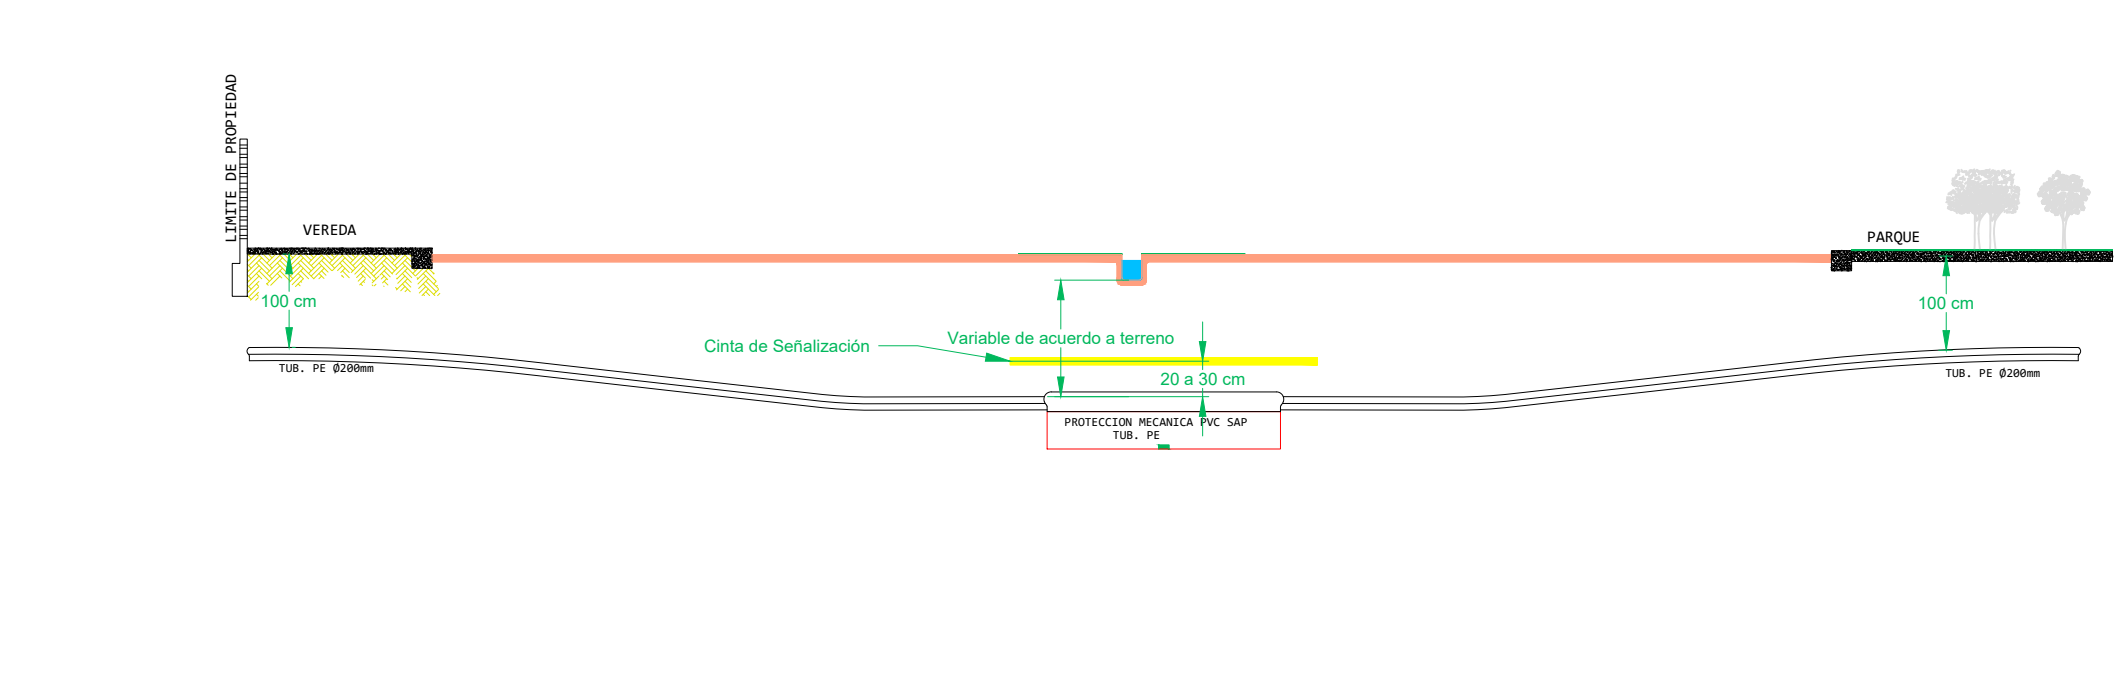 LIMITE DE PROPIEDAD
VEREDA
PARQUE
100 cm
100 cm
Cinta de Señalización
Variable de acuerdo a terreno
TUB. PE Ø200mm
20 a 30 cm
TUB. PE Ø200mm
PROTECCION MECANICA PVC SAP
TUB. PE